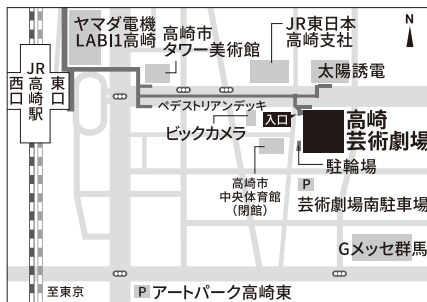 N
ヤマダ電機
LABI1高崎
高崎市
タワー美術館
JR東日本
高崎支社
太陽誘電
西口
JR高崎駅
東口
ペデストリアンデッキ
ビックカメラ
入口
高崎
芸術劇場
駐輪場
高崎市
中央体育館
(閉館)
P
芸術劇場南駐車場
Gメッセ群馬
至東京
P アートパーク高崎東